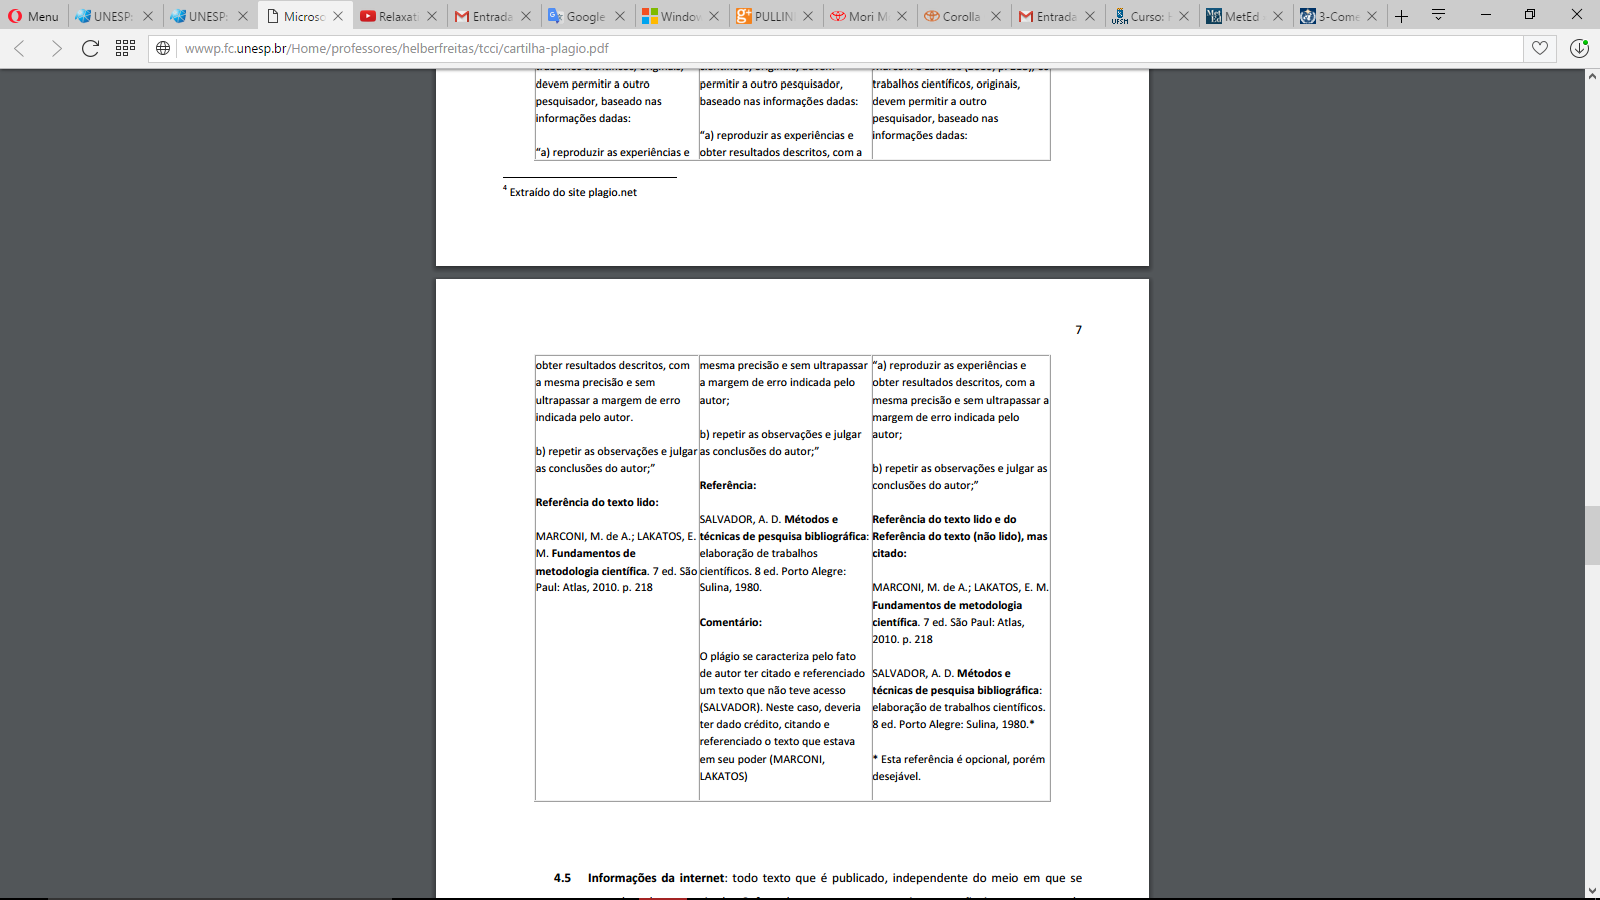 Menu
UNESP:
UNESP:
Microso
Relaxat
Entrada
Google
Window
PULLIN
Mori M
Corolla
Entrada
Curso: H
MetEd
3-Come
wwwp.fc.unesp.br/Home/professores/helberfreitas/tcci/cartilha-plagio.pdf
trabalhos científicos, originais,
devem permitir a outro
pesquisador, baseado nas
informações dadas:
“a) reproduzir as experiências e
científicos, originais, devem
permitir a outro pesquisador,
baseado nas informações dadas:
“a) reproduzir as experiências e
obter resultados descritos, com a
trabalhos científicos, originais,
devem permitir a outro
pesquisador, baseado nas
informações dadas:
4 Extraído do site plagio.net
7
obter resultados descritos, com
a mesma precisão e sem
ultrapassar a margem de erro
indicada pelo autor.
b) repetir as observações e julgar
as conclusões do autor;”
Referência do texto lido:
MARCONI, M. de A.; LAKATOS, E.
M. Fundamentos de
metodologia científica. 7 ed. São
Paul: Atlas, 2010. p. 218
mesma precisão e sem ultrapassar
a margem de erro indicada pelo
autor;
b) repetir as observações e julgar
as conclusões do autor;”
Referência:
SALVADOR, A. D. Métodos e
técnicas de pesquisa bibliográfica:
elaboração de trabalhos
científicos. 8 ed. Porto Alegre:
Sulina, 1980.
Comentário:
O plágio se caracteriza pelo fato
de autor ter citado e referenciado
um texto que não teve acesso
(SALVADOR). Neste caso, deveria
ter dado crédito, citando e
referenciado o texto que estava
em seu poder (MARCONI,
LAKATOS)
“a) reproduzir as experiências e
obter resultados descritos, com a
mesma precisão e sem ultrapassar a
margem de erro indicada pelo
autor;
b) repetir as observações e julgar as
conclusões do autor;”
Referência do texto lido e do
Referência do texto (não lido), mas
citado:
MARCONI, M. de A.; LAKATOS, E. M.
Fundamentos de metodologia
científica. 7 ed. São Paul: Atlas,
2010. p. 218
SALVADOR, A. D. Métodos e
técnicas de pesquisa bibliográfica:
elaboração de trabalhos científicos.
8 ed. Porto Alegre: Sulina, 1980.*
* Esta referência é opcional, porém
desejável.
4.5 Informações da internet: todo texto que é publicado, independente do meio em que se